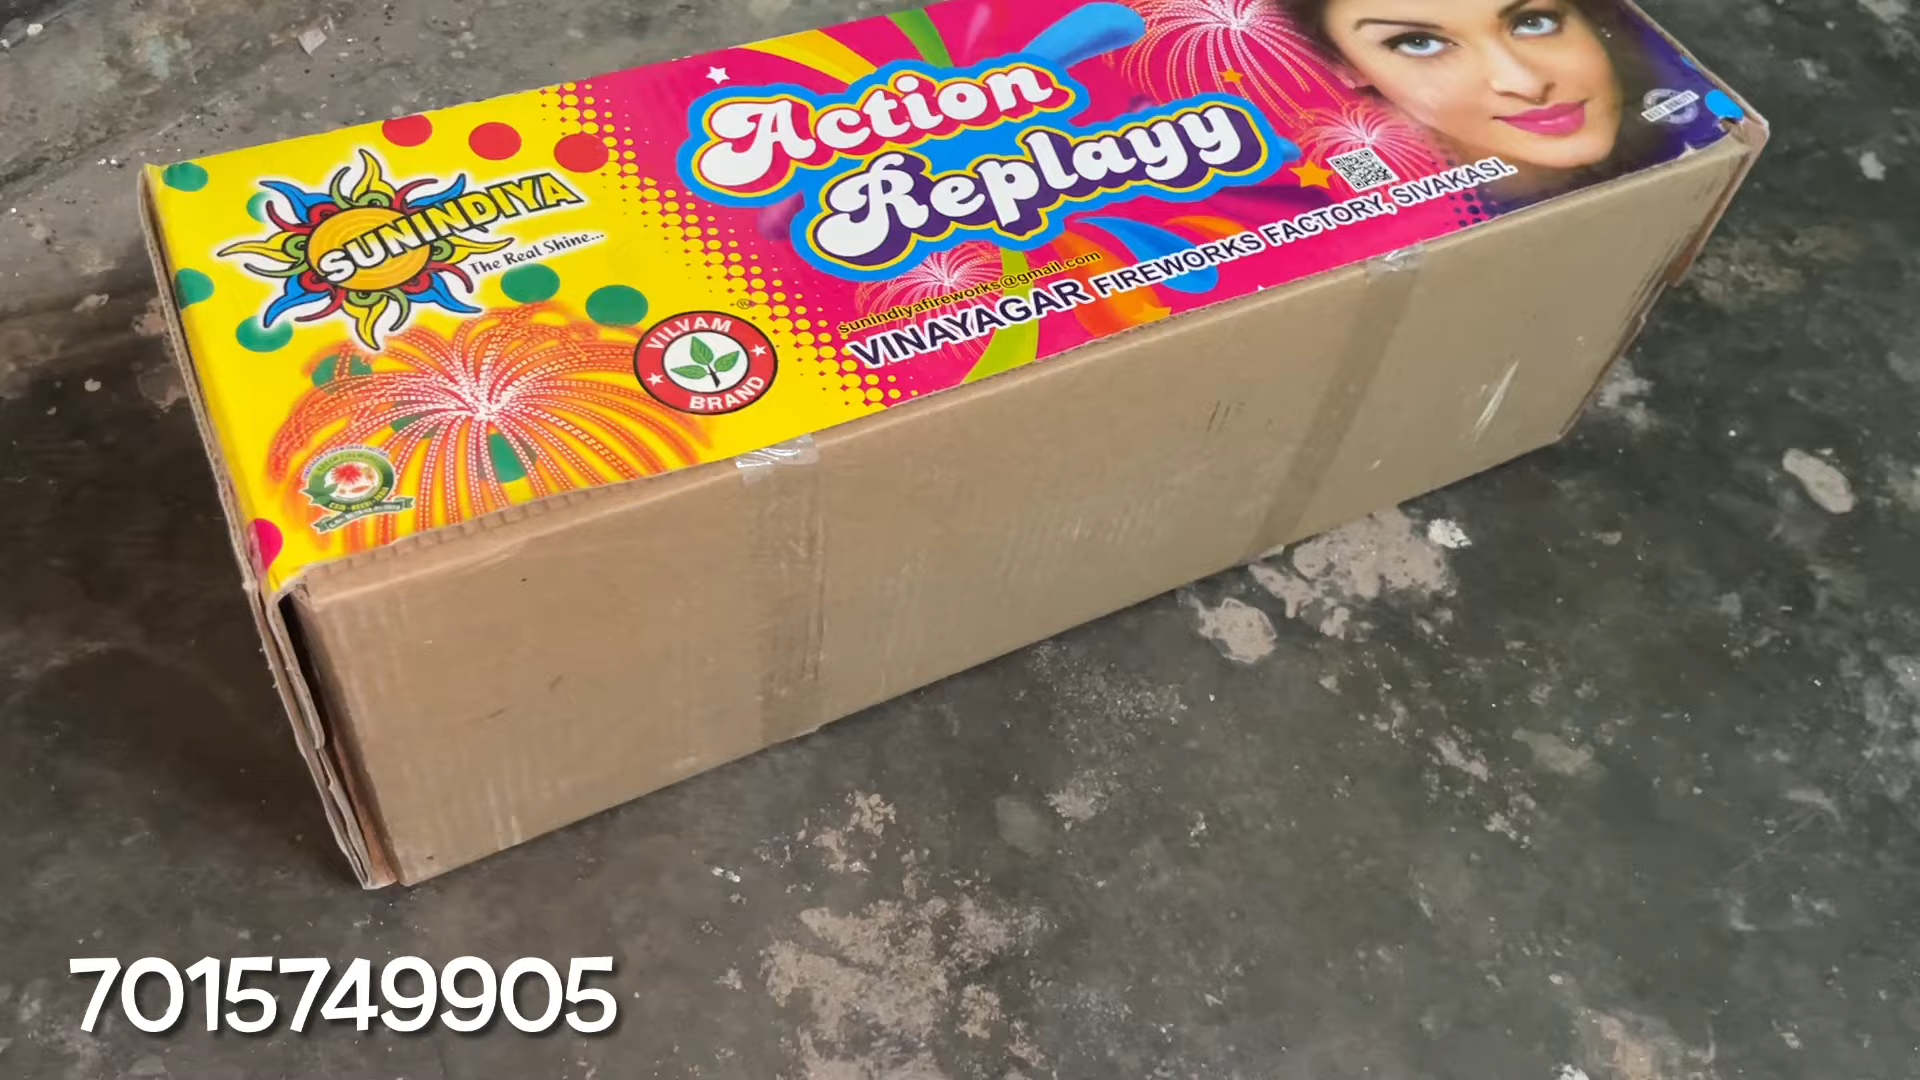 Action
Replayy
SUNINDIYA
The Real Shine...
sunindiyafireworks@gmail.com
VINAYAGAR FIREWORKS FACTORY, SIVAKASI.
VILVAM
BRAND
®
7015749905